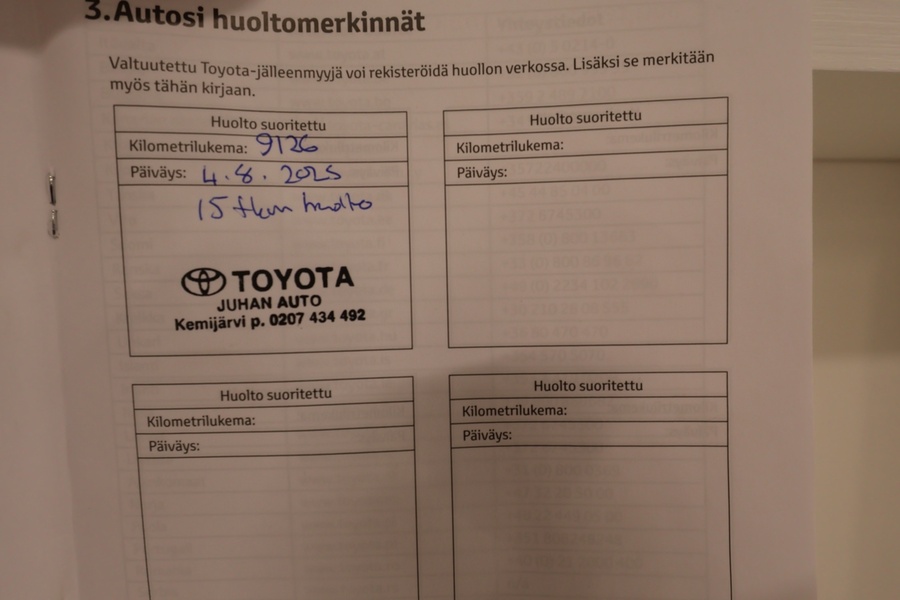 3. Autosi huoltomerkinnät
Valtuutettu Toyota-jälleenmyyjä voi rekisteröidä huollon verkossa. Lisäksi se merkitään
myös tähän kirjaan.
Huolto suoritettu
Kilometrilukema: 9126
Päiväys: 4.8.2025
15 tkm huolto
TOYOTA
JUHAN AUTO
Kemijärvi p. 0207 434 492
Huolto suoritettu
Kilometrilukema:
Päiväys:
Huolto suoritettu
Kilometrilukema:
Päiväys:
Huolto suoritettu
Kilometrilukema:
Päiväys: